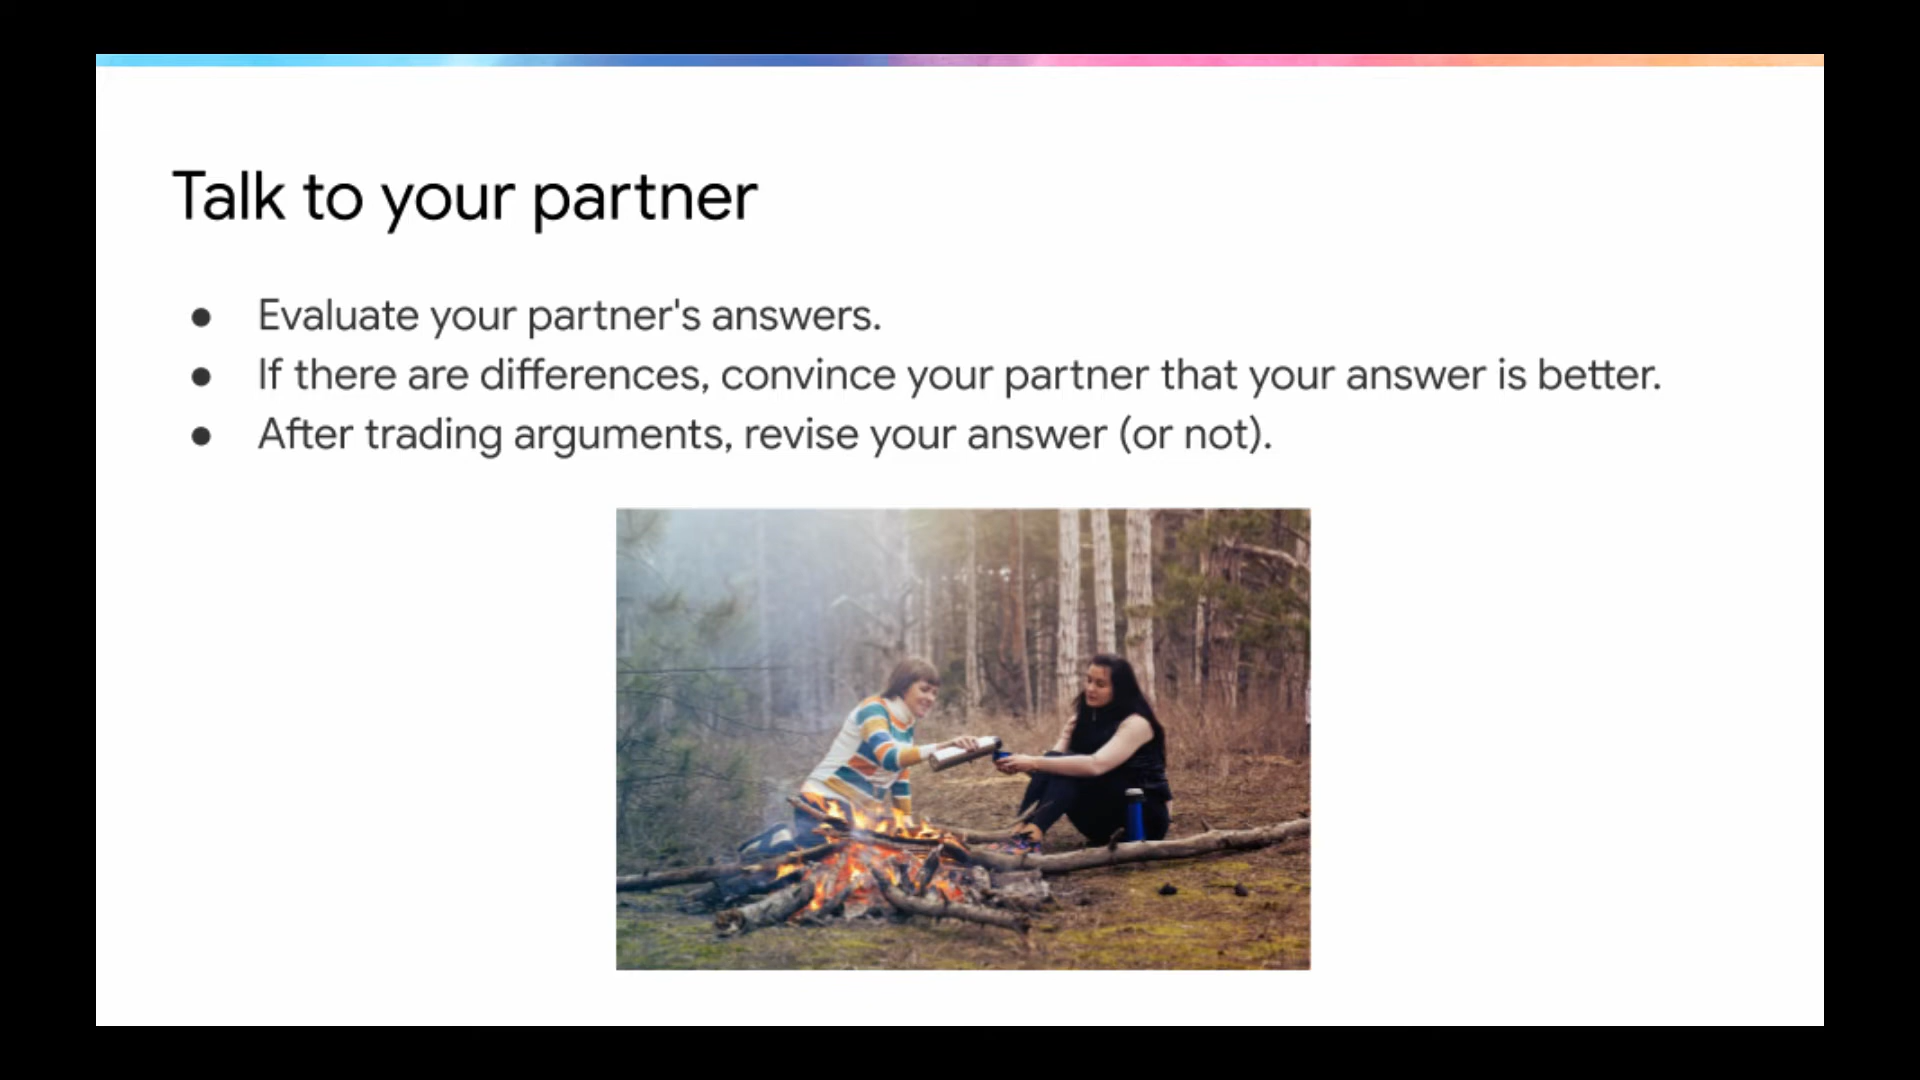 Talk to your partner
● Evaluate your partner's answers.
● If there are differences, convince your partner that your answer is better.
● After trading arguments, revise your answer (or not).